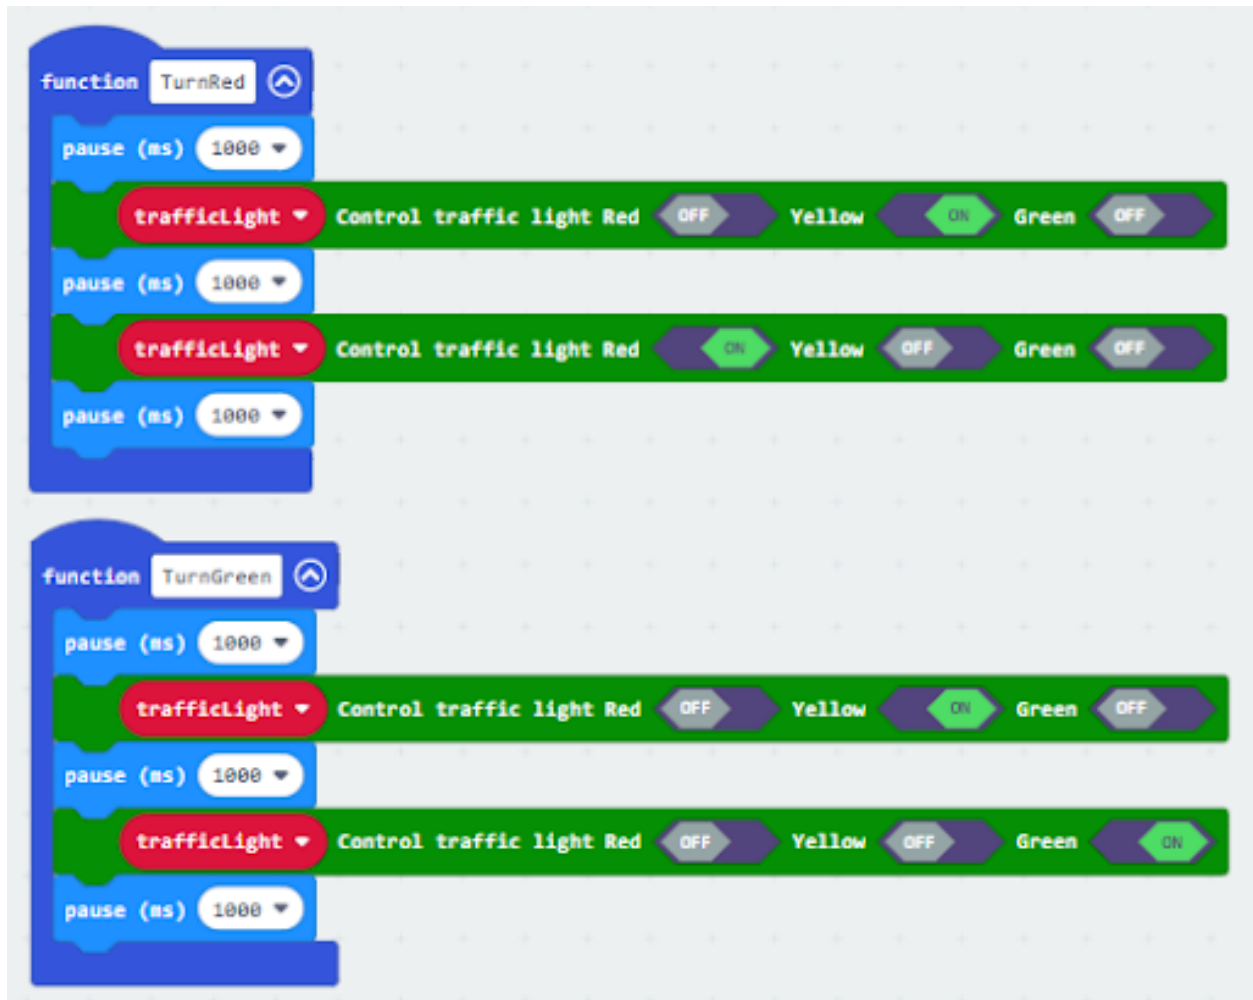 function TurnRed
pause (ms) 1000
trafficLight Control traffic light Red OFF Yellow ON Green OFF
pause (ms) 1000
trafficLight Control traffic light Red ON Yellow OFF Green OFF
pause (ms) 1000
function TurnGreen
pause (ms) 1000
trafficLight Control traffic light Red OFF Yellow ON Green OFF
pause (ms) 1000
trafficLight Control traffic light Red OFF Yellow OFF Green ON
pause (ms) 1000